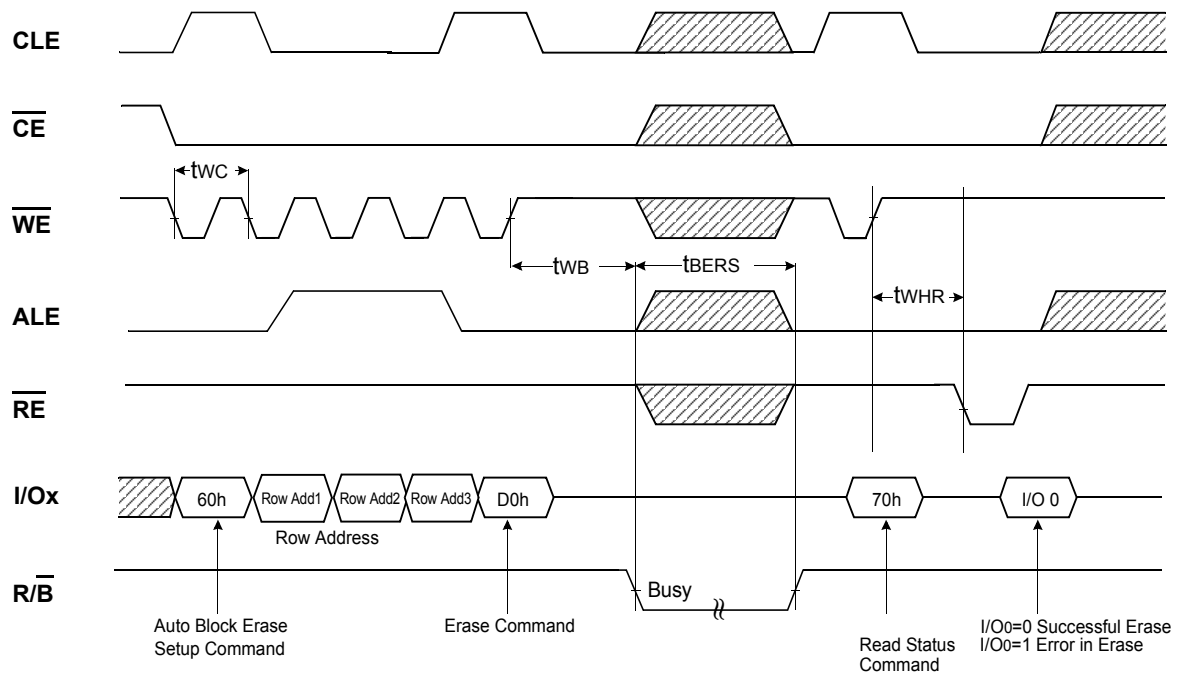 CLE
CE
tWC
WE
tWB
tBERS
tWHR
ALE
RE
I/Ox
60h
Row Add1
Row Add2
Row Add3
D0h
70h
I/O 0
Row Address
R/B
Busy
Auto Block Erase
Setup Command
Erase Command
Read Status
Command
I/O0=0 Successful Erase
I/O0=1 Error in Erase